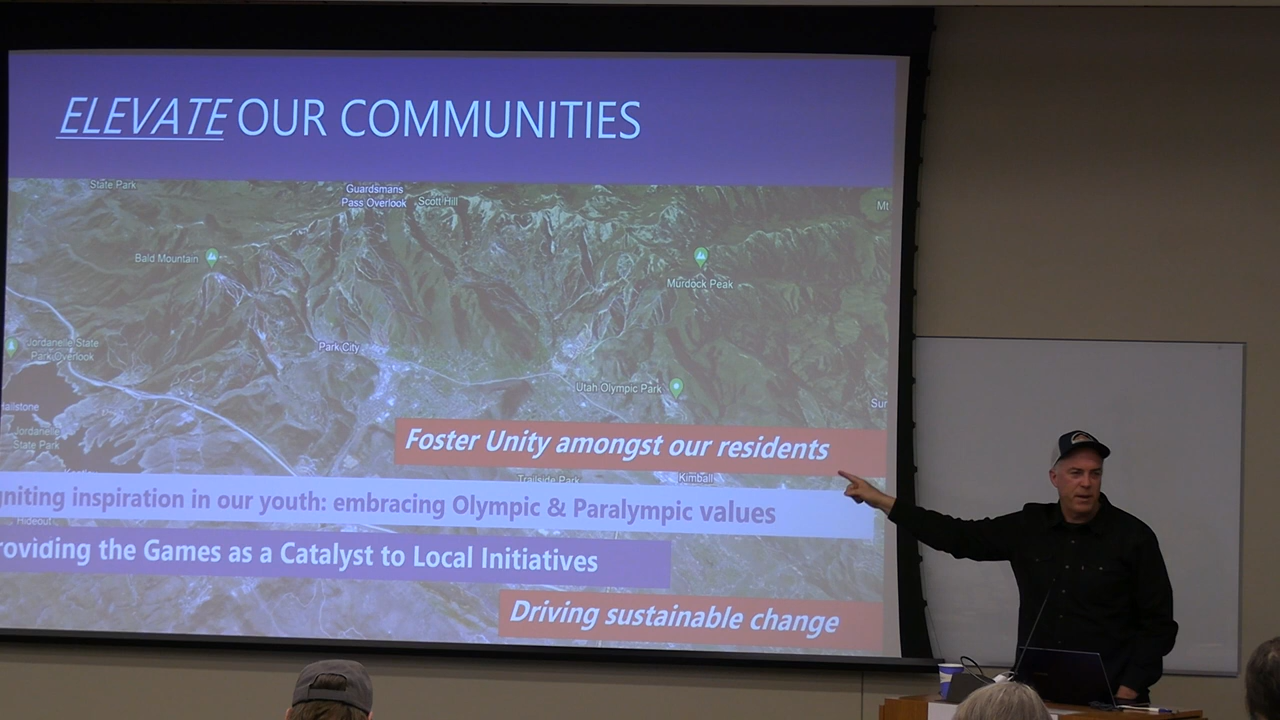 ELEVATE OUR COMMUNITIES
State Park
Guardsmans
Pass Overlook
Scott Hill
Mt
Bald Mountain
Murdock Peak
Jordanelle State
Park Overlook
Park City
Utah Olympic Park
Hailstone
Sur
Jordanelle
State Park
Foster Unity amongst our residents
Trailside Park
Kimball
gniting inspiration in our youth: embracing Olympic & Paralympic values
Hideout
roviding the Games as a Catalyst to Local Initiatives
Driving sustainable change